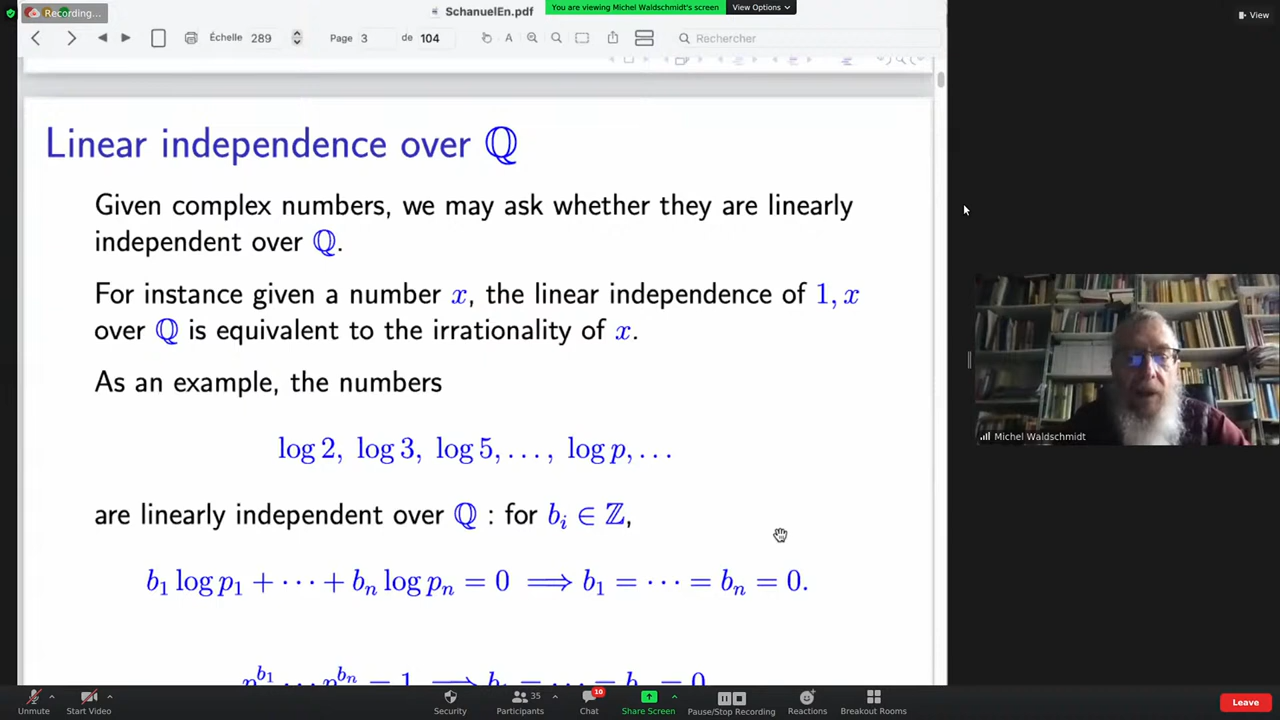 Recording...
SchanuelEn.pdf
You are viewing Michel Waldschmidt's screen
View Options
View
Échelle 289
Page 3 de 104
Rechercher
Linear independence over ℚ
Given complex numbers, we may ask whether they are linearly
independent over ℚ.
For instance given a number x, the linear independence of 1, x
over ℚ is equivalent to the irrationality of x.
As an example, the numbers
log 2, log 3, log 5, . . . , log p, . . .
are linearly independent over ℚ : for bᵢ ∈ ℤ,
b₁ log p₁ + · · · + bₙ log pₙ = 0 ⟹ b₁ = · · · = bₙ = 0.
Michel Waldschmidt
Unmute
Start Video
Security
Participants 35
Chat 10
Share Screen
Pause/Stop Recording
Reactions
Breakout Rooms
Leave